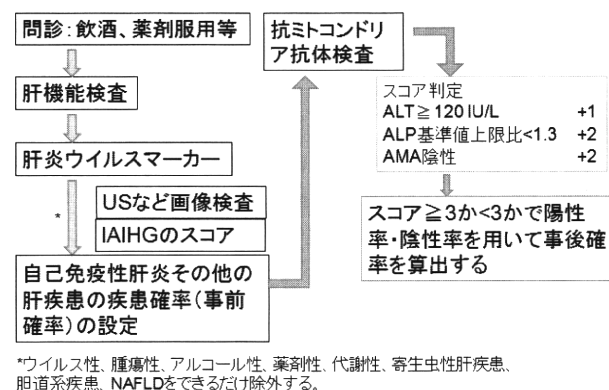 問診：飲酒、薬剤服用等
肝機能検査
肝炎ウイルスマーカー
*
USなど画像検査
IAIHGのスコア
自己免疫性肝炎その他の
肝疾患の疾患確率（事前
確率）の設定
抗ミトコンドリ
ア抗体検査
スコア判定
ALT≧120 IU/L +1
ALP基準値上限比<1.3 +2
AMA陰性 +2
スコア≧3か<3かで陽性
率・陰性率を用いて事後確
率を算出する
*ウイルス性、腫瘍性、アルコール性、薬剤性、代謝性、寄生虫性肝疾患、
胆道系疾患、NAFLDをできるだけ除外する。